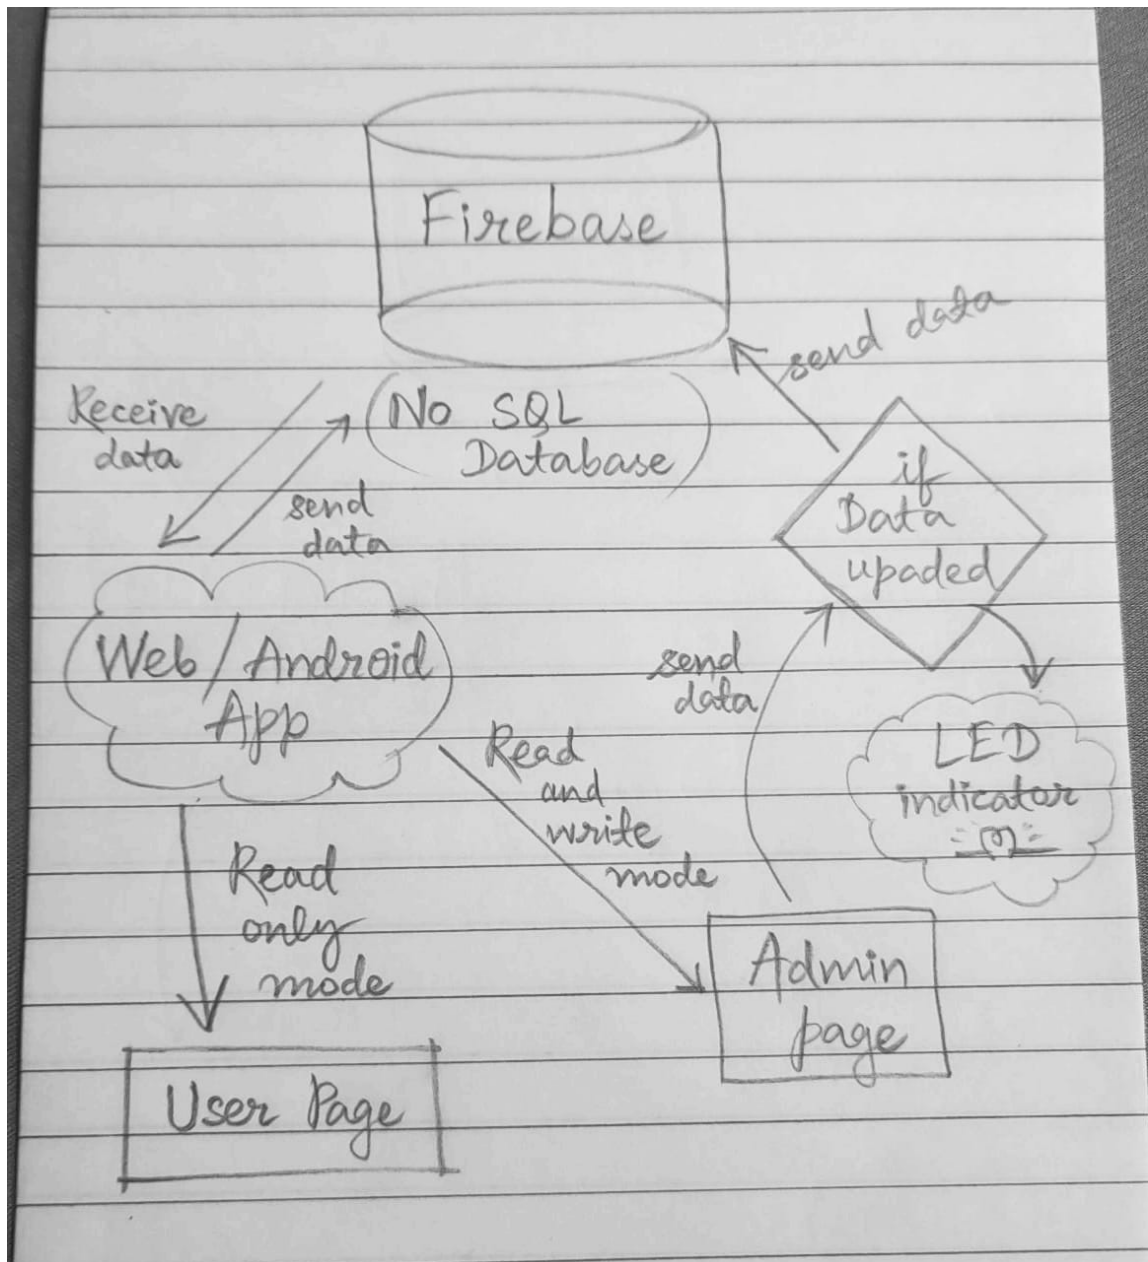 Firebase
send data
(No SQL
Database)
Receive
data
send
data
if
Data
upaded
Web/Android
App
send
data
LED
indicator
Read
and
write
mode
Read
only
mode
Admin
page
User Page